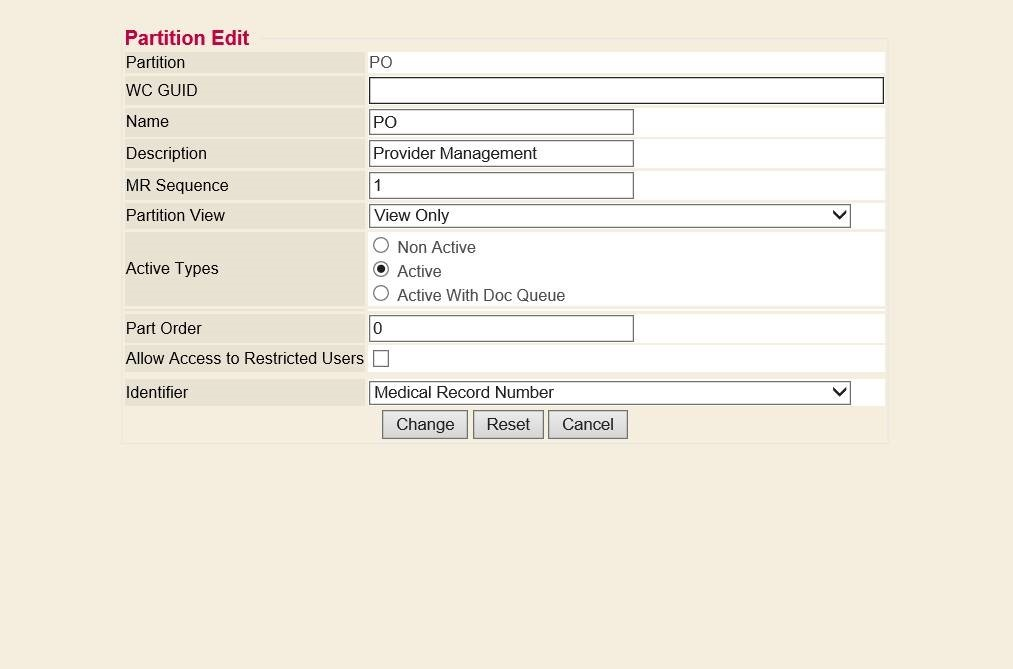 Partition Edit
Partition PO
WC GUID
Name PO
Description Provider Management
MR Sequence 1
Partition View View Only
Non Active
Active Types Active
Active With Doc Queue
Part Order 0
Allow Access to Restricted Users
Identifier Medical Record Number
Change Reset Cancel